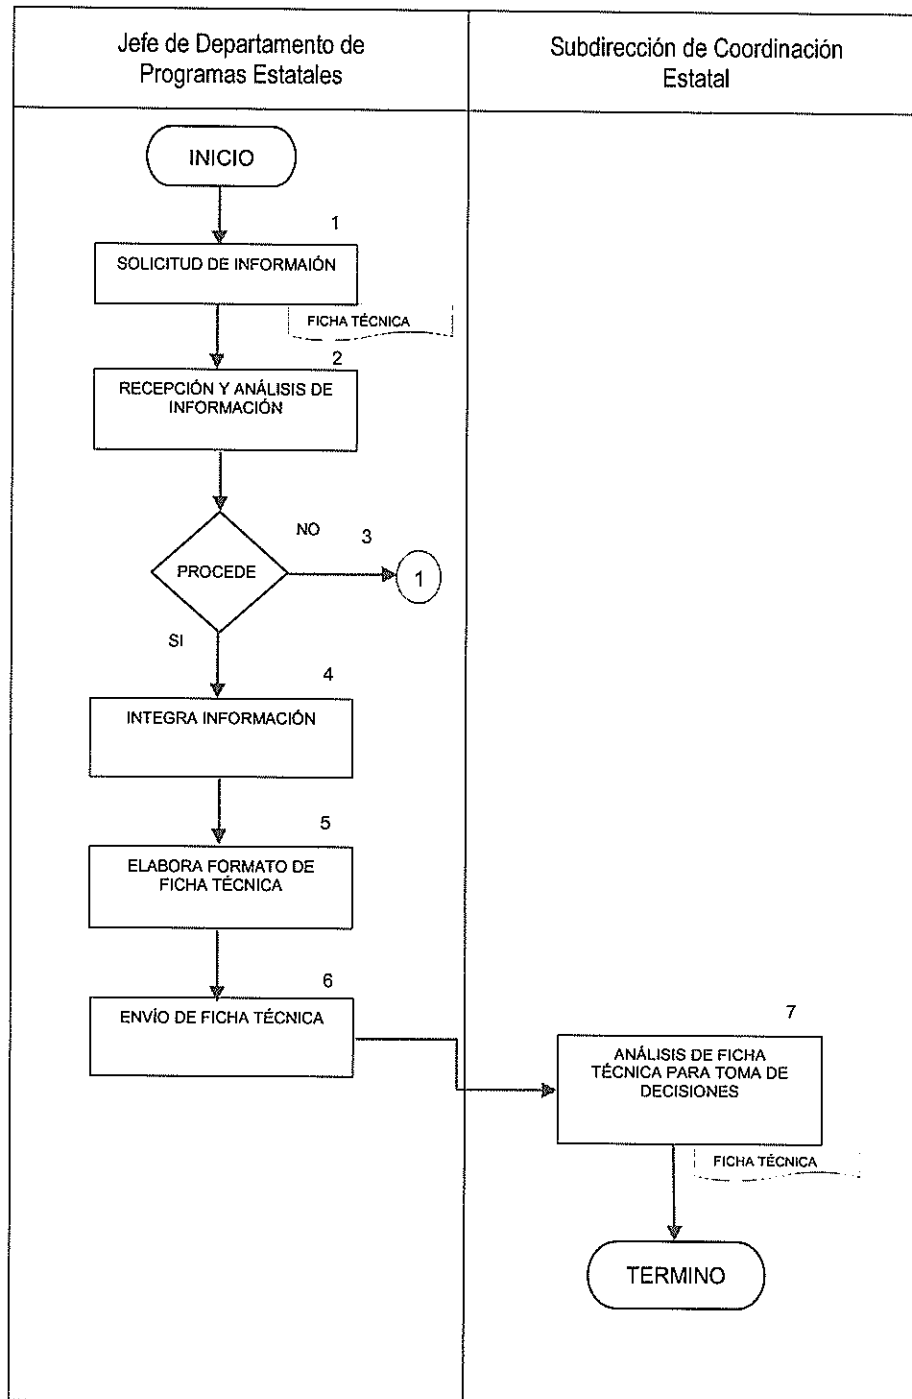 Jefe de Departamento de
Programas Estatales
Subdirección de Coordinación
Estatal
INICIO
1
SOLICITUD DE INFORMAIÓN
FICHA TÉCNICA
2
RECEPCIÓN Y ANÁLISIS DE
INFORMACIÓN
NO
3
PROCEDE
1
SI
4
INTEGRA INFORMACIÓN
5
ELABORA FORMATO DE
FICHA TÉCNICA
6
ENVÍO DE FICHA TÉCNICA
7
ANÁLISIS DE FICHA
TÉCNICA PARA TOMA DE
DECISIONES
FICHA TÉCNICA
TERMINO